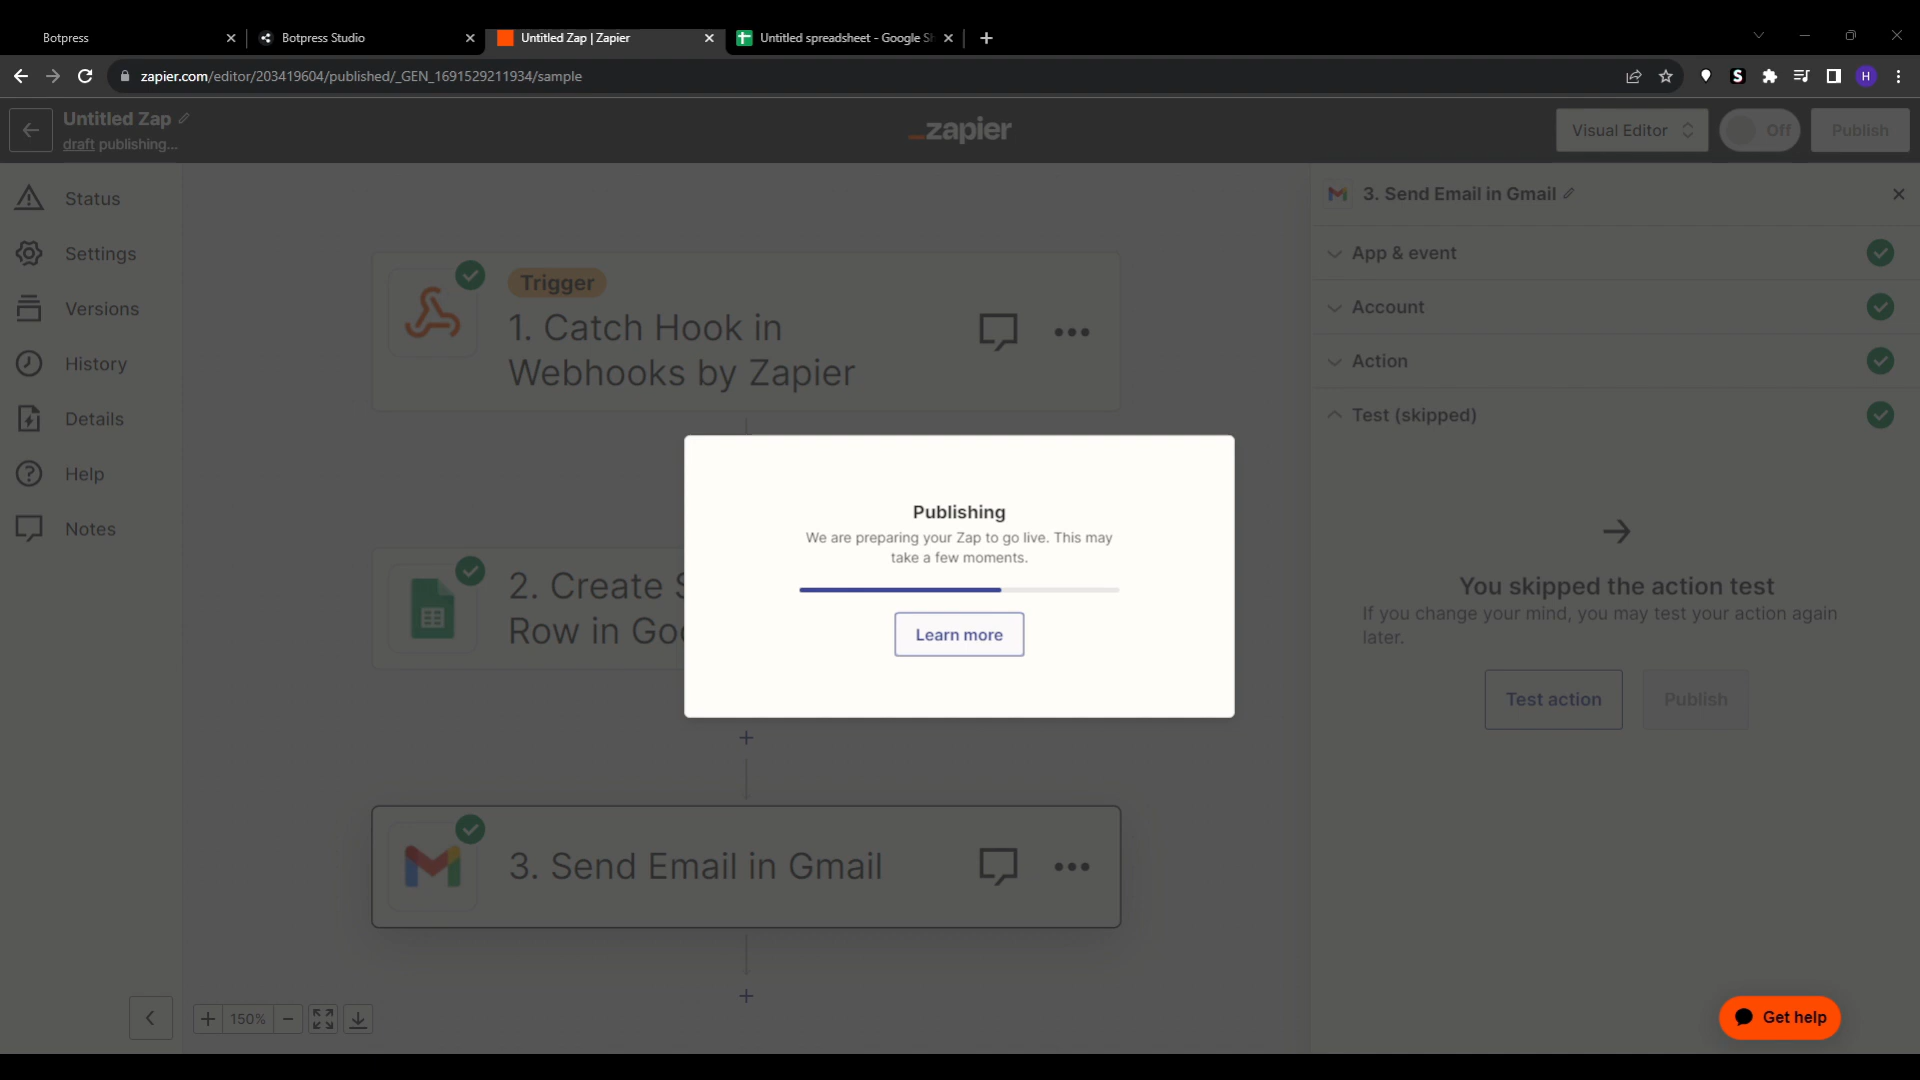 Botpress
Botpress Studio
Untitled Zap | Zapier
Untitled spreadsheet - Google Sh
zapier.com/editor/203419604/published/_GEN_1691529211934/sample
H
Untitled Zap
draft publishing...
_zapier
Visual Editor
Off
Publish
Status
Settings
Versions
History
Details
Help
Notes
Trigger
1. Catch Hook in
Webhooks by Zapier
2. Create S
Row in Goo
3. Send Email in Gmail
Publishing
We are preparing your Zap to go live. This may
take a few moments.
Learn more
3. Send Email in Gmail
App & event
Account
Action
Test (skipped)
You skipped the action test
If you change your mind, you may test your action again
later.
Test action
Publish
150%
Get help